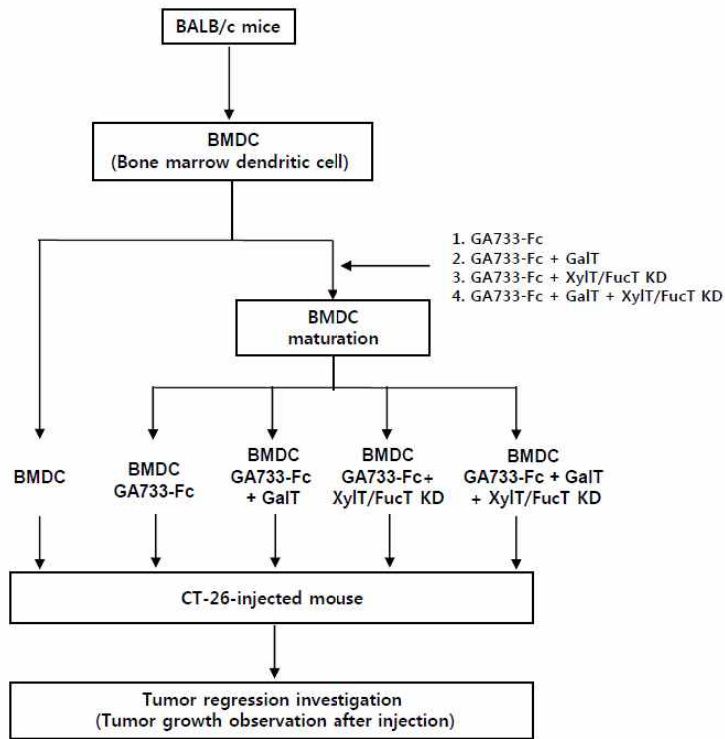 BALB/c mice
BMDC
(Bone marrow dendritic cell)
1. GA733-Fc
2. GA733-Fc + GalT
3. GA733-Fc + XylT/FucT KD
4. GA733-Fc + GalT + XylT/FucT KD
BMDC
maturation
BMDC
BMDC
GA733-Fc
BMDC
GA733-Fc
+ GalT
BMDC
GA733-Fc+
XylT/FucT KD
BMDC
GA733-Fc + GalT
+ XylT/FucT KD
CT-26-injected mouse
Tumor regression investigation
(Tumor growth observation after injection)